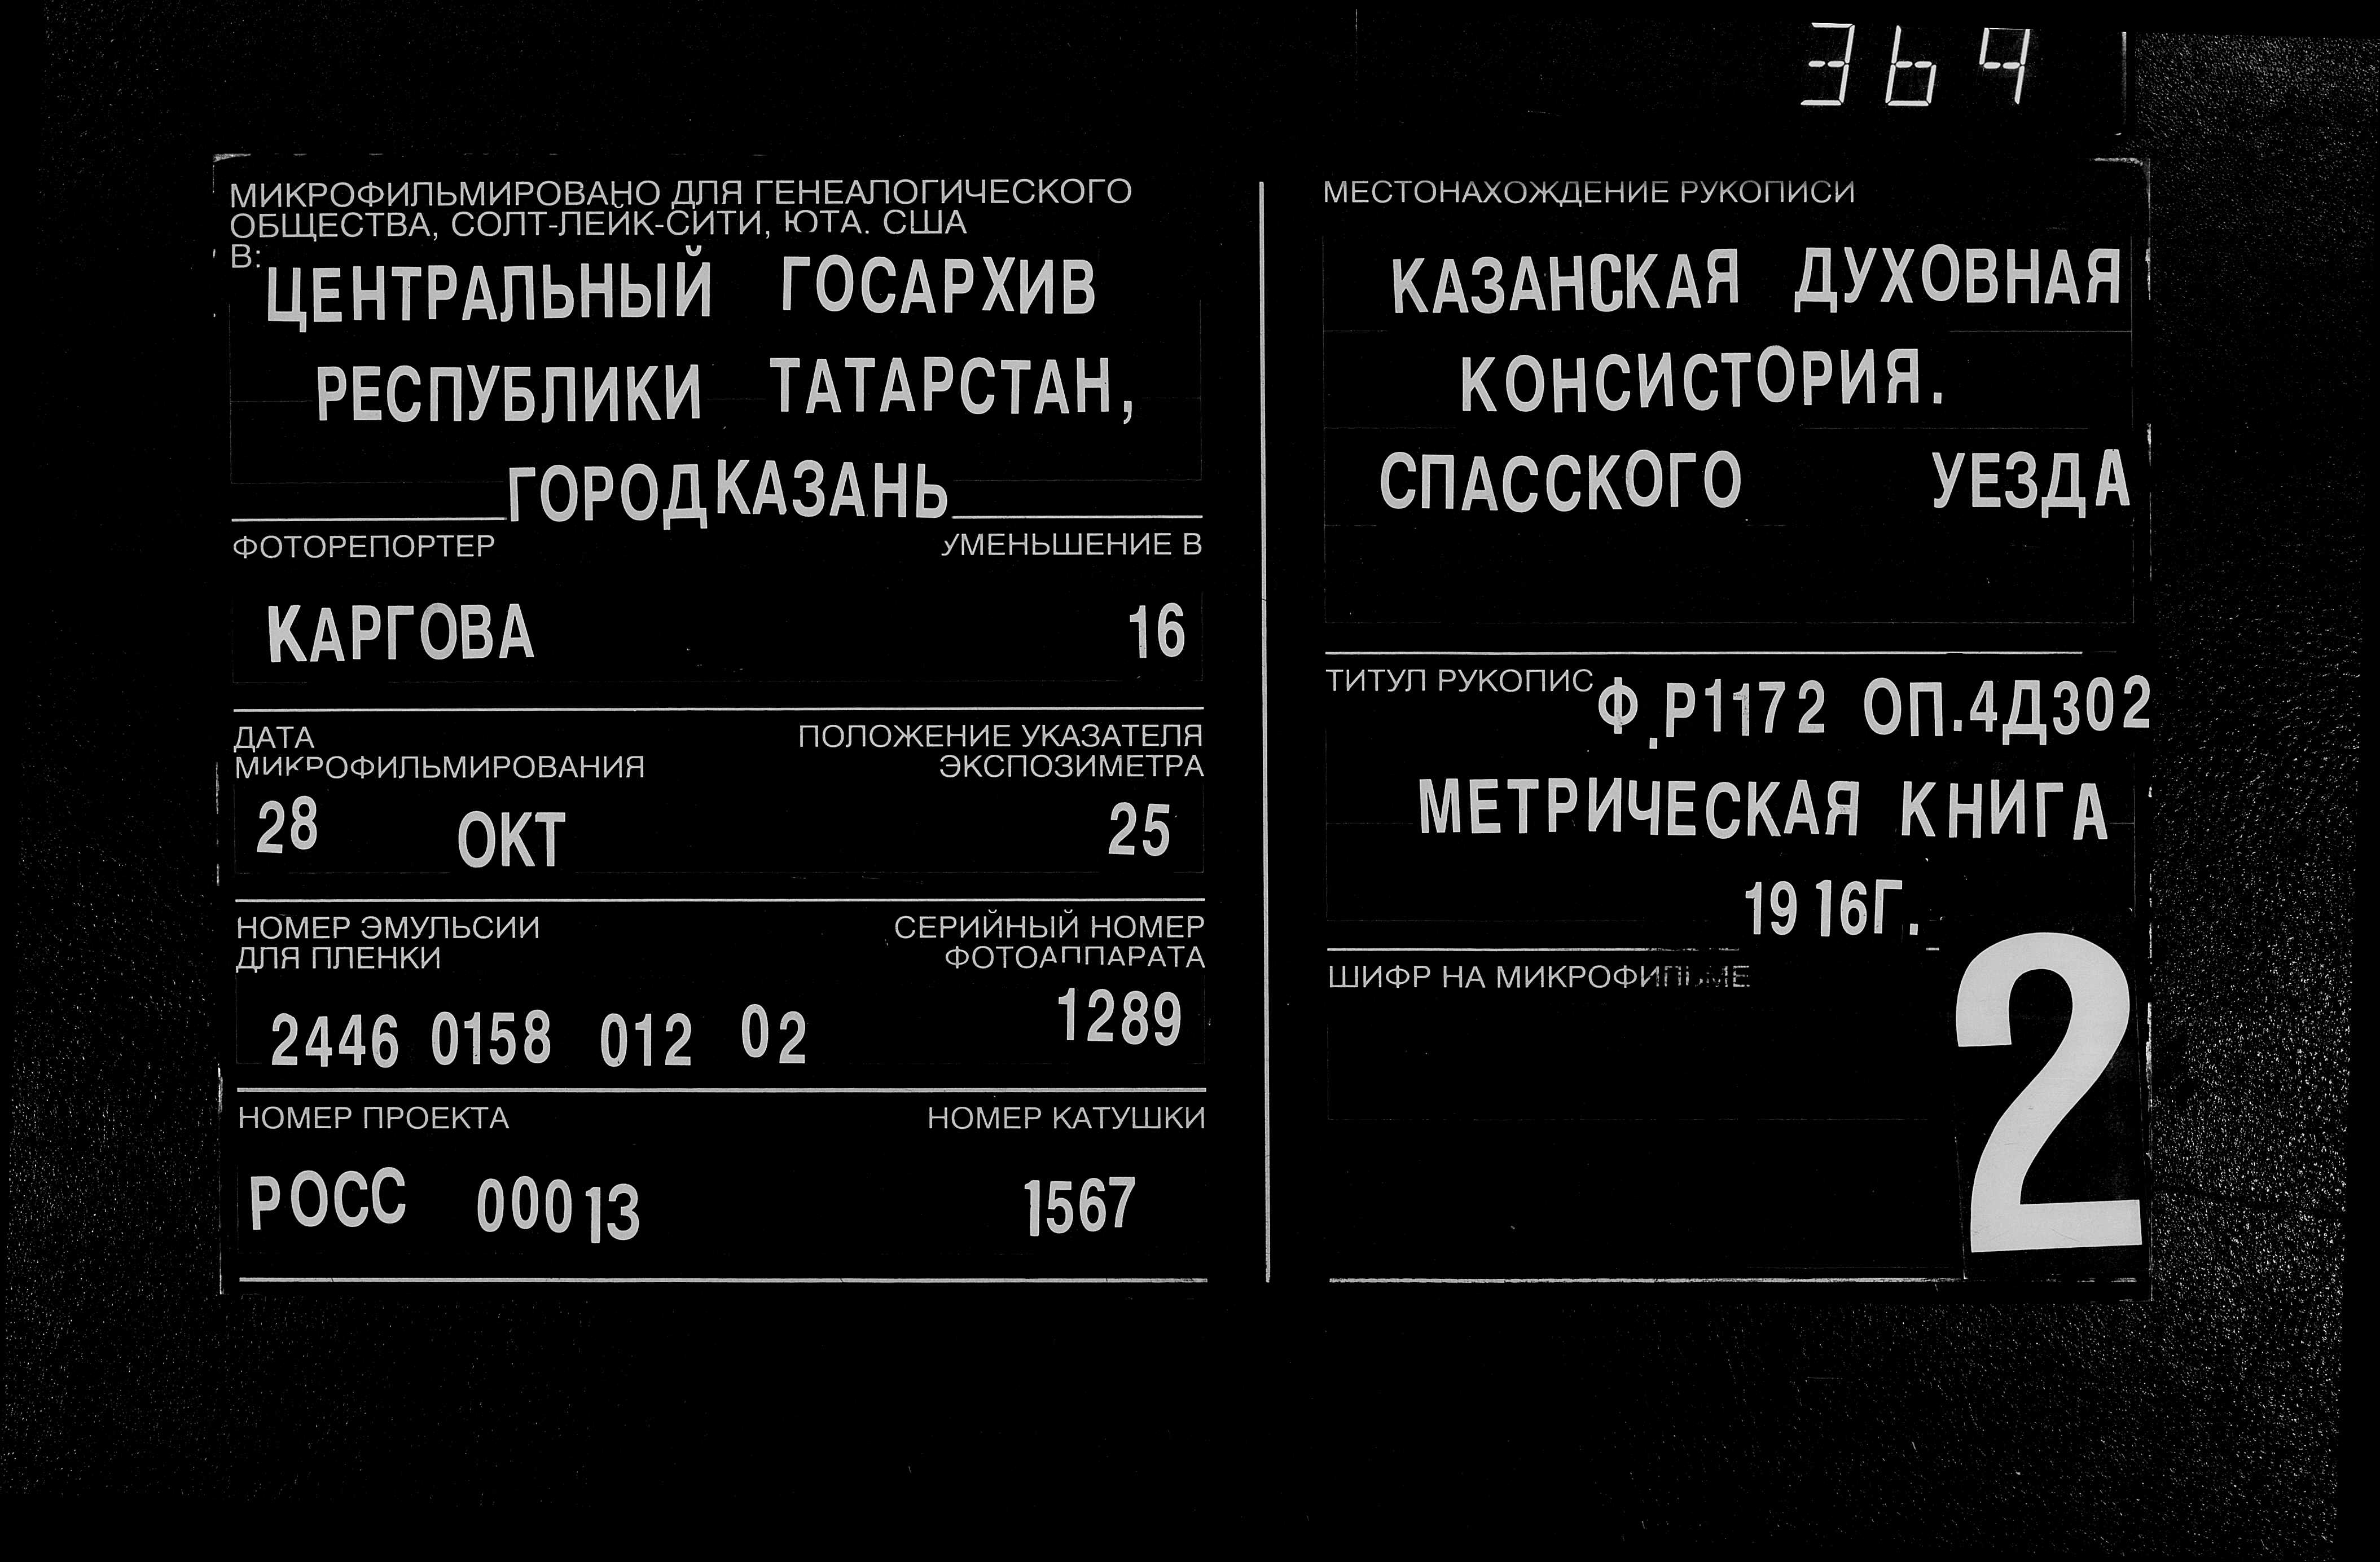 364
МИКРОФИЛЬМИРОВАНО ДЛЯ ГЕНЕАЛОГИЧЕСКОГО
ОБЩЕСТВА, СОЛТ-ЛЕЙК-СИТИ, ЮТА. США
В:
ЦЕНТРАЛЬНЫЙ ГОСАРХИВ
РЕСПУБЛИКИ ТАТАРСТАН,
ГОРОД КАЗАНЬ
ФОТОРЕПОРТЕР УМЕНЬШЕНИЕ В
КАРГОВА 16
ДАТА ПОЛОЖЕНИЕ УКАЗАТЕЛЯ
МИКРОФИЛЬМИРОВАНИЯ ЭКСПОЗИМЕТРА
28 ОКТ 25
НОМЕР ЭМУЛЬСИИ СЕРИЙНЫЙ НОМЕР
ДЛЯ ПЛЕНКИ ФОТОАППАРАТА
2446 0158 012 02 1289
НОМЕР ПРОЕКТА НОМЕР КАТУШКИ
РОСС 00013 1567
МЕСТОНАХОЖДЕНИЕ РУКОПИСИ
КАЗАНСКАЯ ДУХОВНАЯ
КОНСИСТОРИЯ.
СПАССКОГО УЕЗДА
ТИТУЛ РУКОПИС Ф.Р1172 ОП.4Д302
МЕТРИЧЕСКАЯ КНИГА
1916Г.
ШИФР НА МИКРОФИЛЬМЕ
2